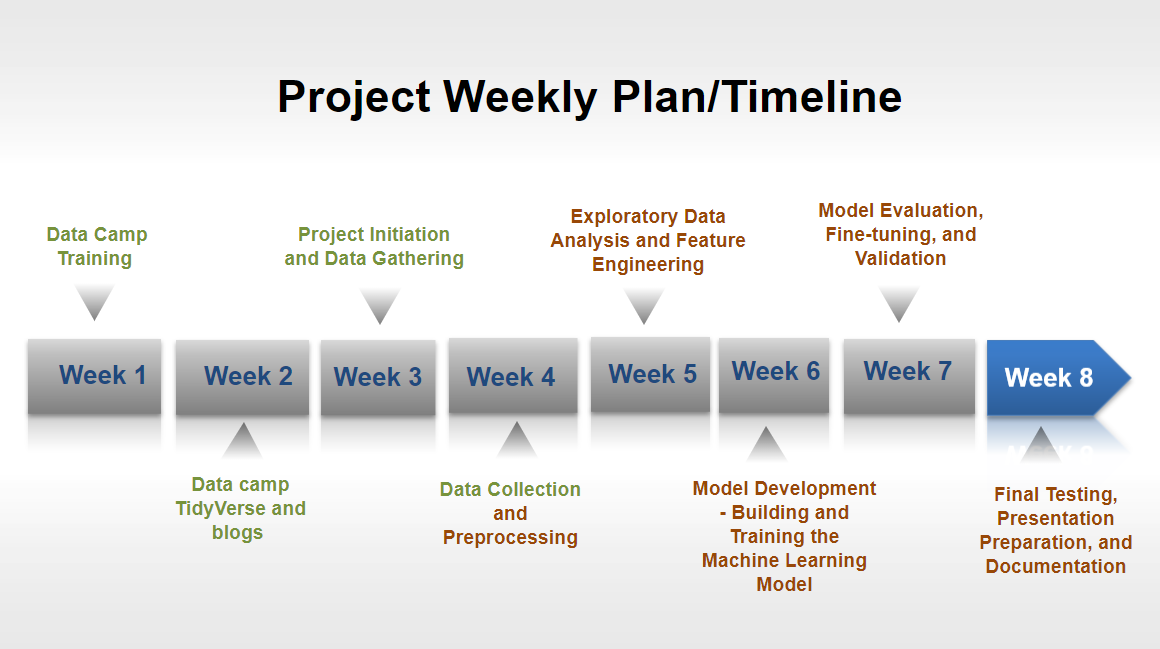 Project Weekly Plan/Timeline
Data Camp
Training
Project Initiation
and Data Gathering
Exploratory Data
Analysis and Feature
Engineering
Model Evaluation,
Fine-tuning, and
Validation
Week 1
Week 2
Week 3
Week 4
Week 5
Week 6
Week 7
Week 8
Data camp
TidyVerse and
blogs
Data Collection
and
Preprocessing
Model Development
- Building and
Training the
Machine Learning
Model
Final Testing,
Presentation
Preparation, and
Documentation